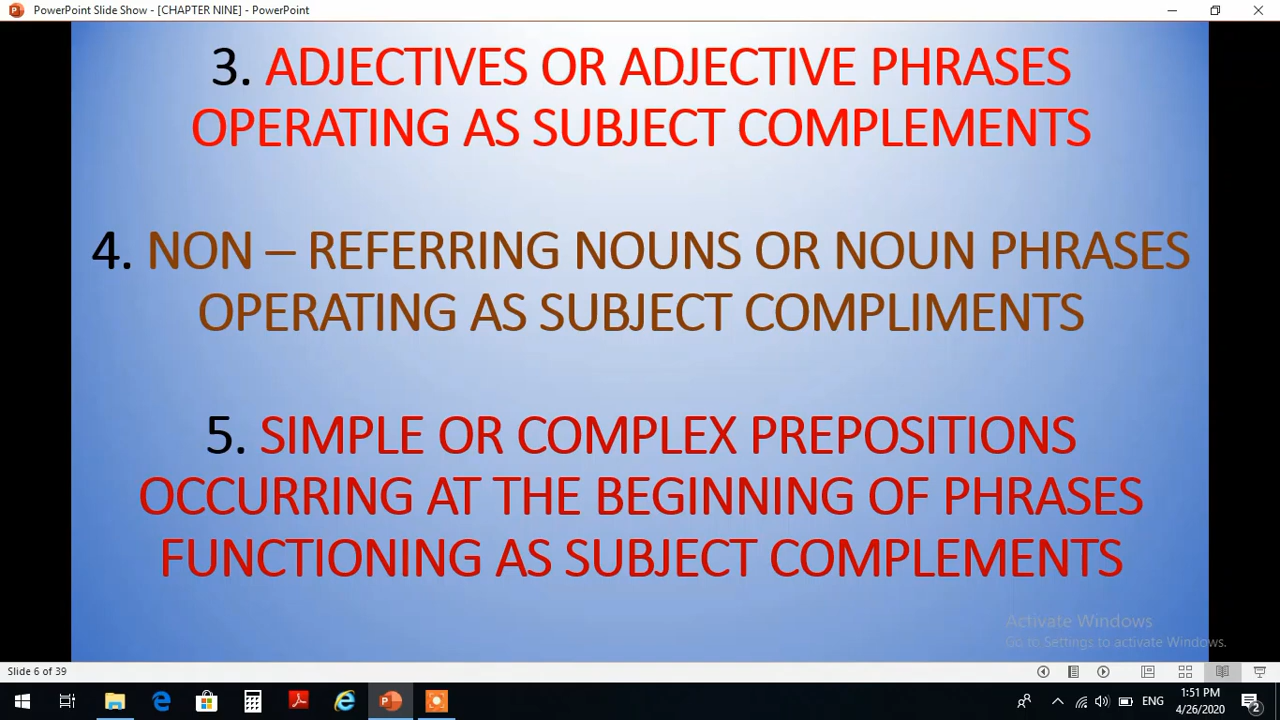 PowerPoint Slide Show - [CHAPTER NINE] - PowerPoint
3. ADJECTIVES OR ADJECTIVE PHRASES
OPERATING AS SUBJECT COMPLEMENTS
4. NON – REFERRING NOUNS OR NOUN PHRASES
OPERATING AS SUBJECT COMPLIMENTS
5. SIMPLE OR COMPLEX PREPOSITIONS
OCCURRING AT THE BEGINNING OF PHRASES
FUNCTIONING AS SUBJECT COMPLEMENTS
Activate Windows
Go to Settings to activate Windows.
Slide 6 of 39
ENG
1:51 PM
4/26/2020
2